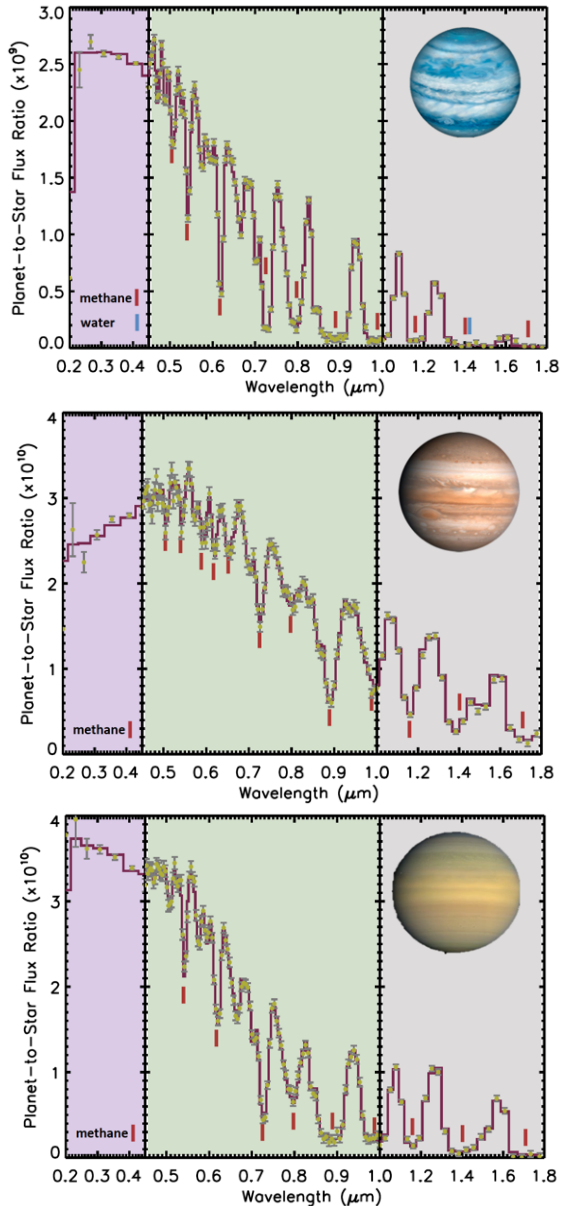 Planet-to-Star Flux Ratio (x10⁹)
3.0
2.5
2.0
1.5
1.0
0.5
0.0
methane
water
0.2 0.3 0.4 0.5 0.6 0.7 0.8 0.9 1.0 1.2 1.4 1.6 1.8
Wavelength (μm)
Planet-to-Star Flux Ratio (x10¹⁰)
4
3
2
1
0
methane
0.2 0.3 0.4 0.5 0.6 0.7 0.8 0.9 1.0 1.2 1.4 1.6 1.8
Wavelength (μm)
Planet-to-Star Flux Ratio (x10¹⁰)
4
3
2
1
0
methane
0.2 0.3 0.4 0.5 0.6 0.7 0.8 0.9 1.0 1.2 1.4 1.6 1.8
Wavelength (μm)